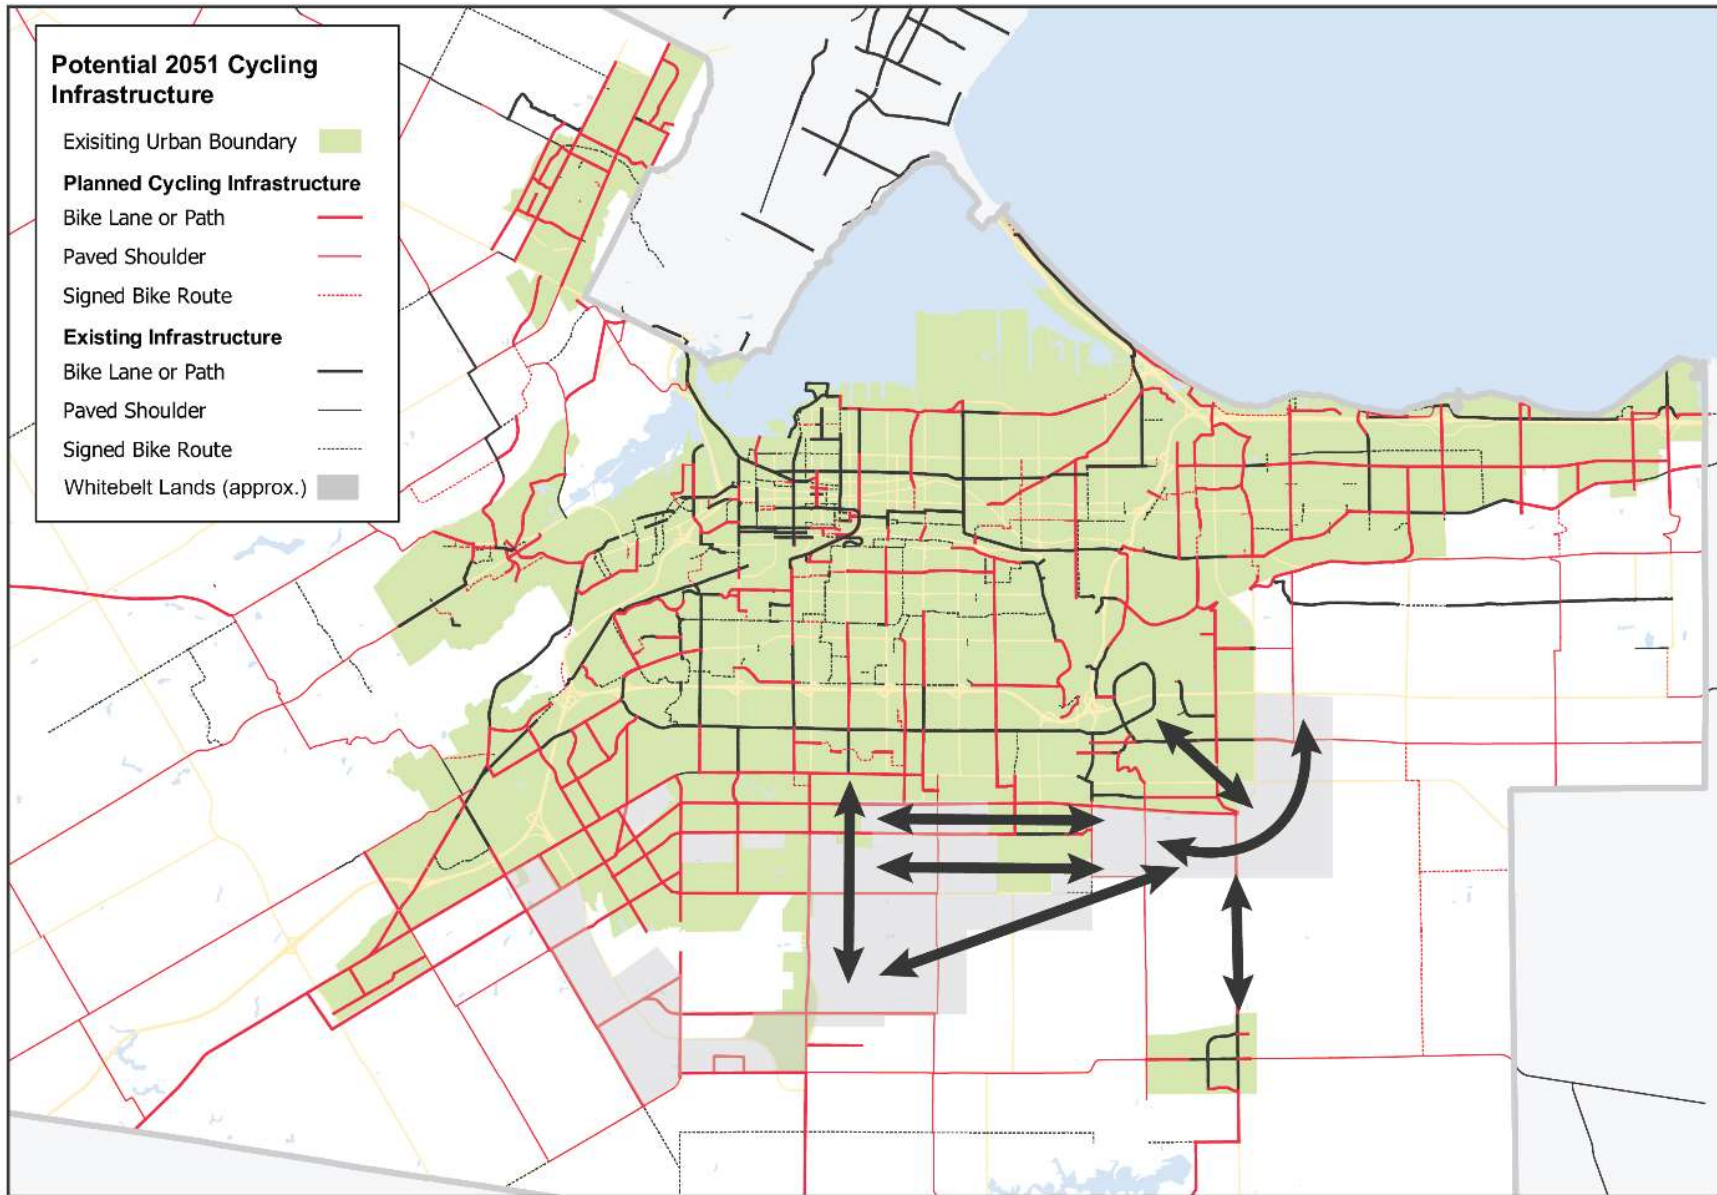 Potential 2051 Cycling
Infrastructure
Exisiting Urban Boundary
Planned Cycling Infrastructure
Bike Lane or Path
Paved Shoulder
Signed Bike Route
Existing Infrastructure
Bike Lane or Path
Paved Shoulder
Signed Bike Route
Whitebelt Lands (approx.)